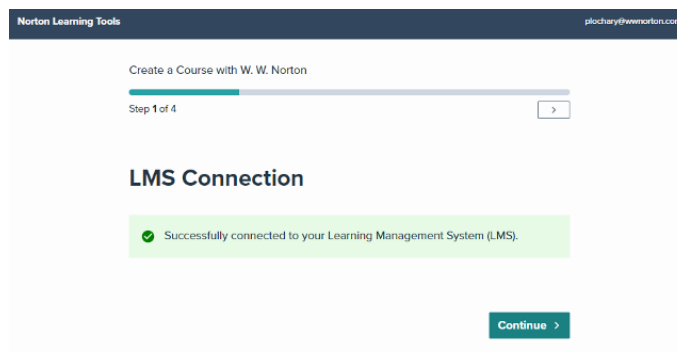 Norton Learning Tools
plochary@wwnorton.com
Create a Course with W. W. Norton
Step 1 of 4
LMS Connection
Successfully connected to your Learning Management System (LMS).
Continue